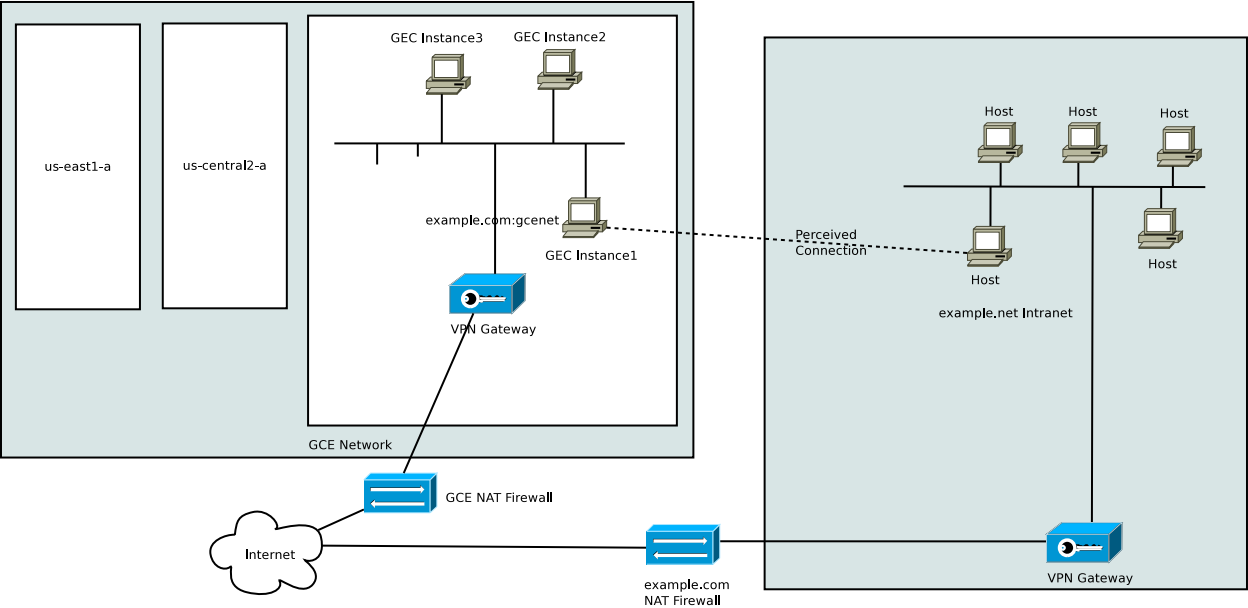 GEC Instance3
GEC Instance2
us-east1-a
us-central2-a
example.com:gcenet
GEC Instance1
VPN Gateway
GCE Network
GCE NAT Firewall
Internet
example.com
NAT Firewall
Perceived
Connection
Host
Host
Host
Host
Host
example.net Intranet
VPN Gateway